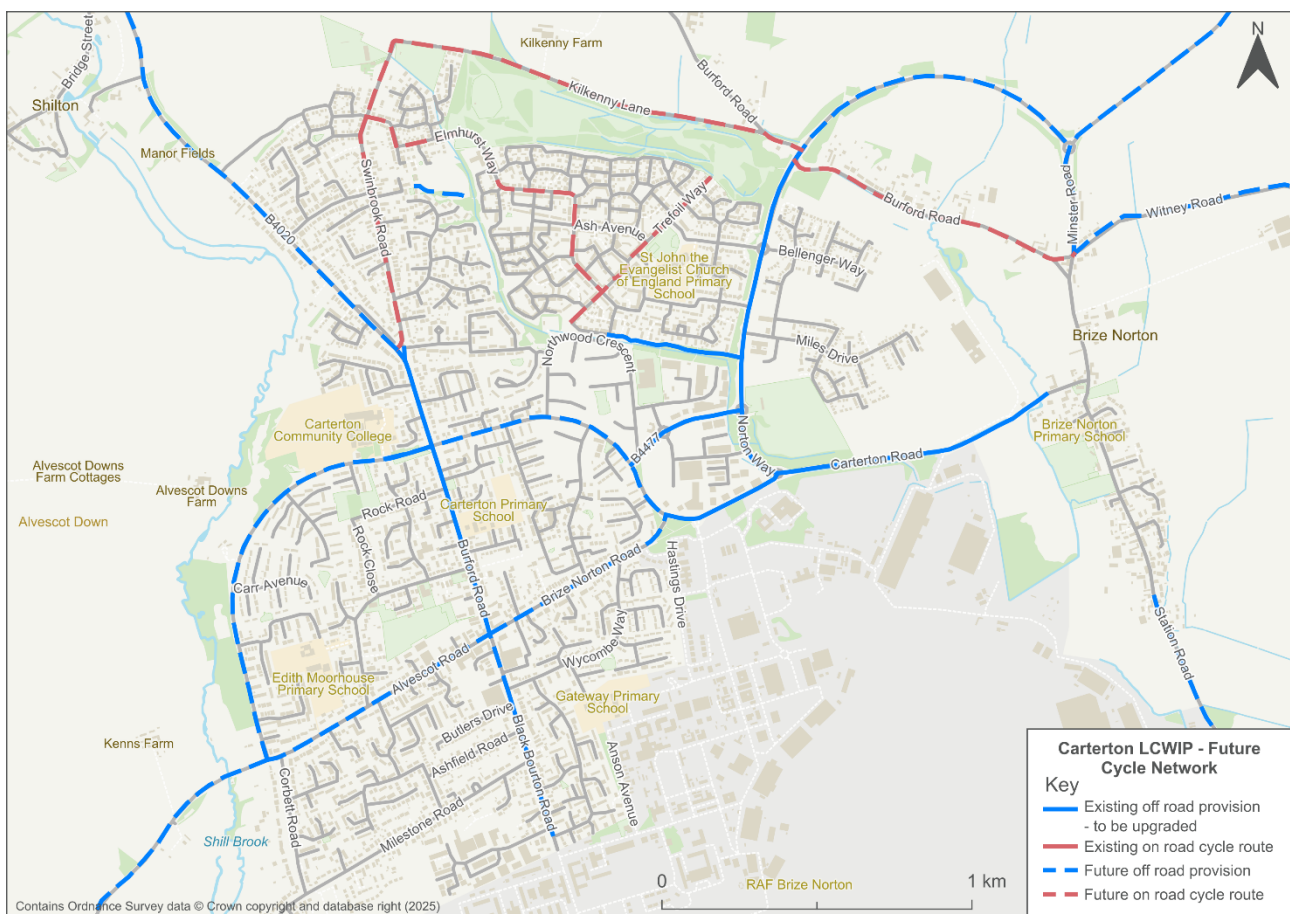 Kilkenny Farm
N
Bridge Street
Burford Road
Shilton
Kilkenny Lane
Elmhurst Way
Manor Fields
Swinbrook Road
Minster Road
Witney Road
B4020
Trefoil Way
Burford Road
Ash Avenue
St John the
Evangelist Church
of England Primary
School
Bellenger Way
Northwood Crescent
Miles Drive
Brize Norton
Carterton
Community College
Norton Way
Brize Norton
Primary School
B4477
Carterton Road
Alvescot Downs
Farm Cottages
Alvescot Downs
Farm
Rock Road
Carterton Primary
School
Alvescot Down
Rock Close
Burford Road
Hastings Drive
Carr-Avenue
Brize Norton Road
Station Road
Wycombe Way
Edith Moorhouse
Primary School
Alvescot Road
Gateway Primary
School
Butlers Drive
Black Bourton Road
Kenns Farm
Ashfield Road
Anson Avenue
Corbett Road
Milestone Road
Shill Brook
RAF Brize Norton
0
1 km
Carterton LCWIP - Future
Cycle Network
Key
Existing off road provision
- to be upgraded
Existing on road cycle route
Future off road provision
Future on road cycle route
Contains Ordnance Survey data © Crown copyright and database right (2025)